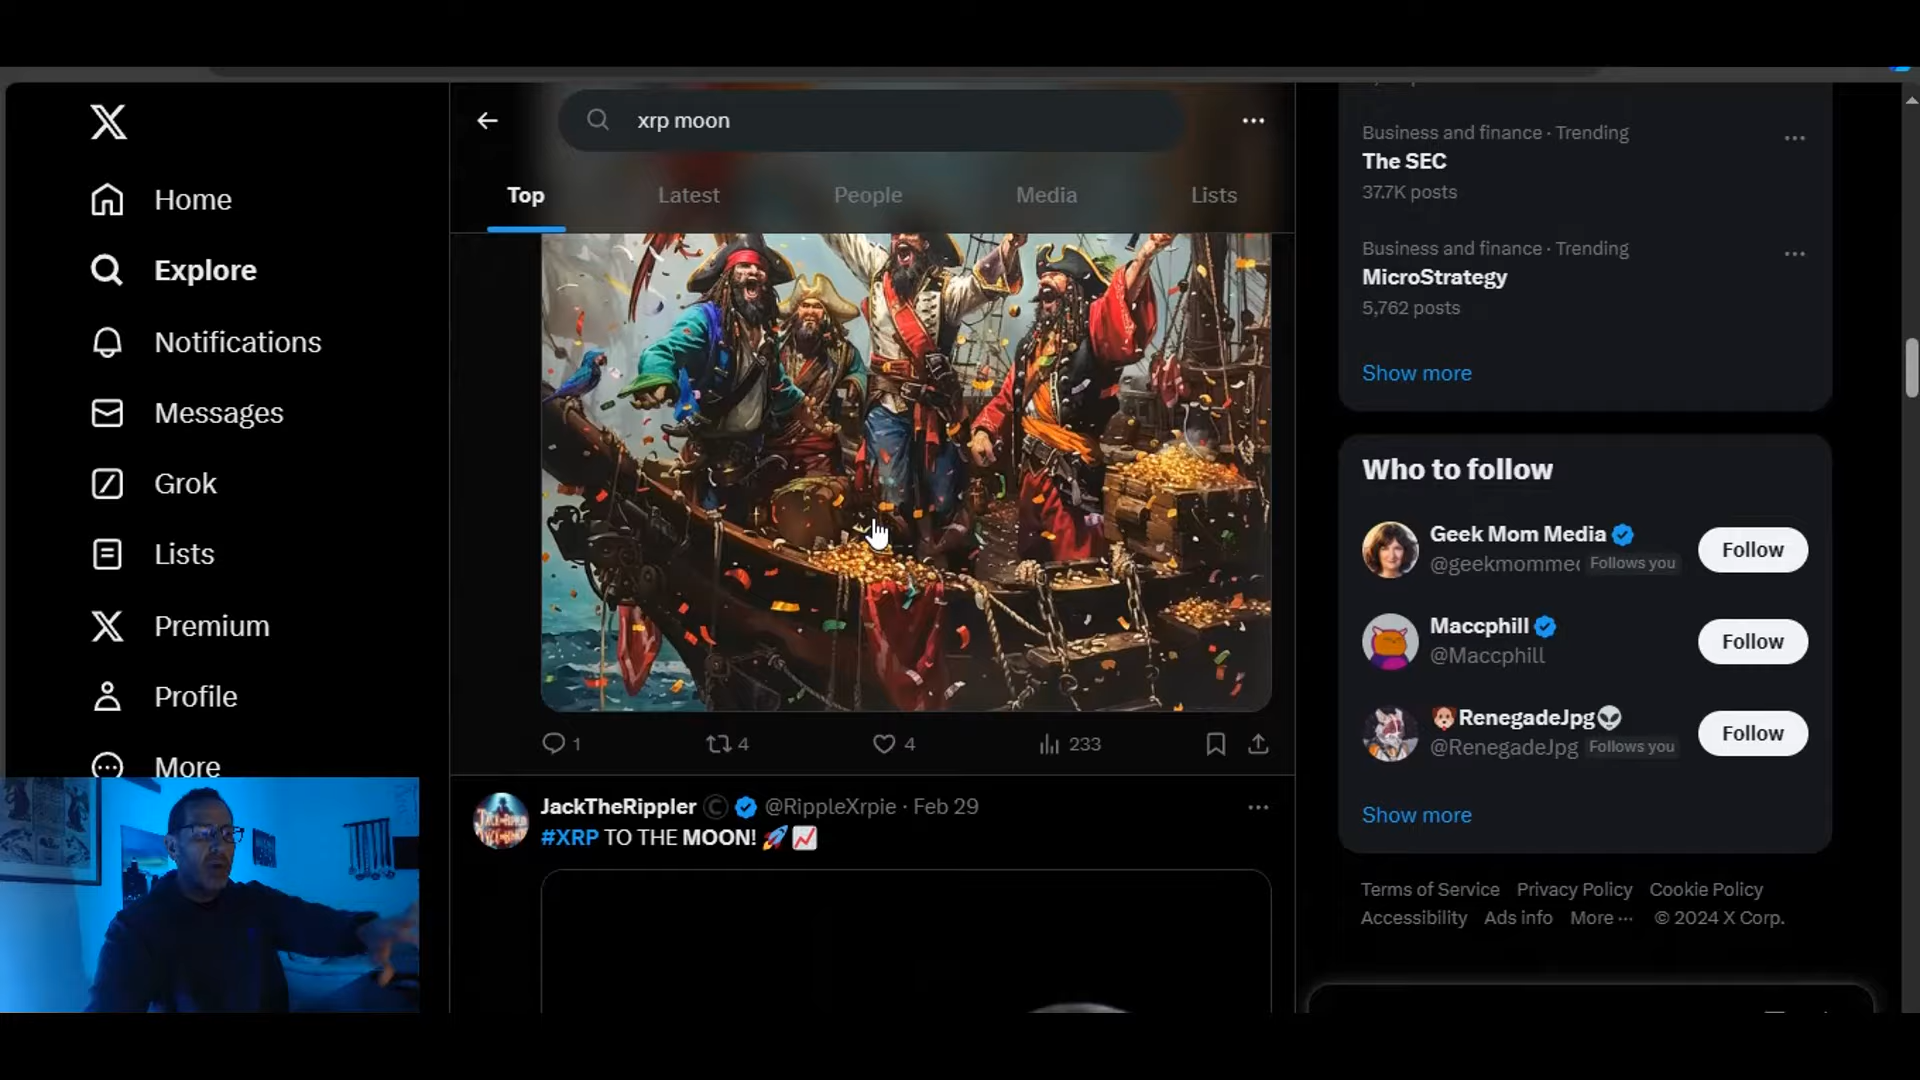 xrp moon
Top
Latest
People
Media
Lists
Home
Explore
Notifications
Messages
Grok
Lists
Premium
Profile
More
1
4
4
233
JackTheRippler @RippleXrpie · Feb 29
#XRP TO THE MOON! 🚀📈
Business and finance · Trending
The SEC
37.7K posts
Business and finance · Trending
MicroStrategy
5,762 posts
Show more
Who to follow
Geek Mom Media
@geekmomme Follows you
Follow
Maccphill
@Maccphill
Follow
RenegadeJpg👽
@RenegadeJpg Follows you
Follow
Show more
Terms of Service Privacy Policy Cookie Policy
Accessibility Ads info More ··· © 2024 X Corp.